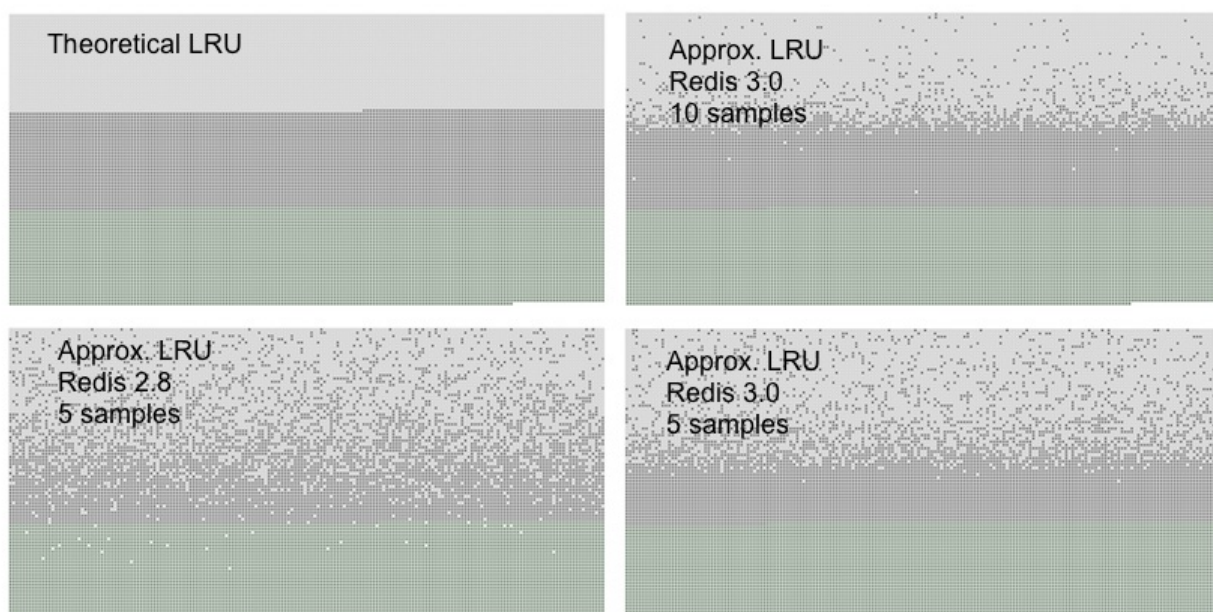 Theoretical LRU
Approx. LRU
Redis 3.0
10 samples
Approx. LRU
Redis 2.8
5 samples
Approx. LRU
Redis 3.0
5 samples